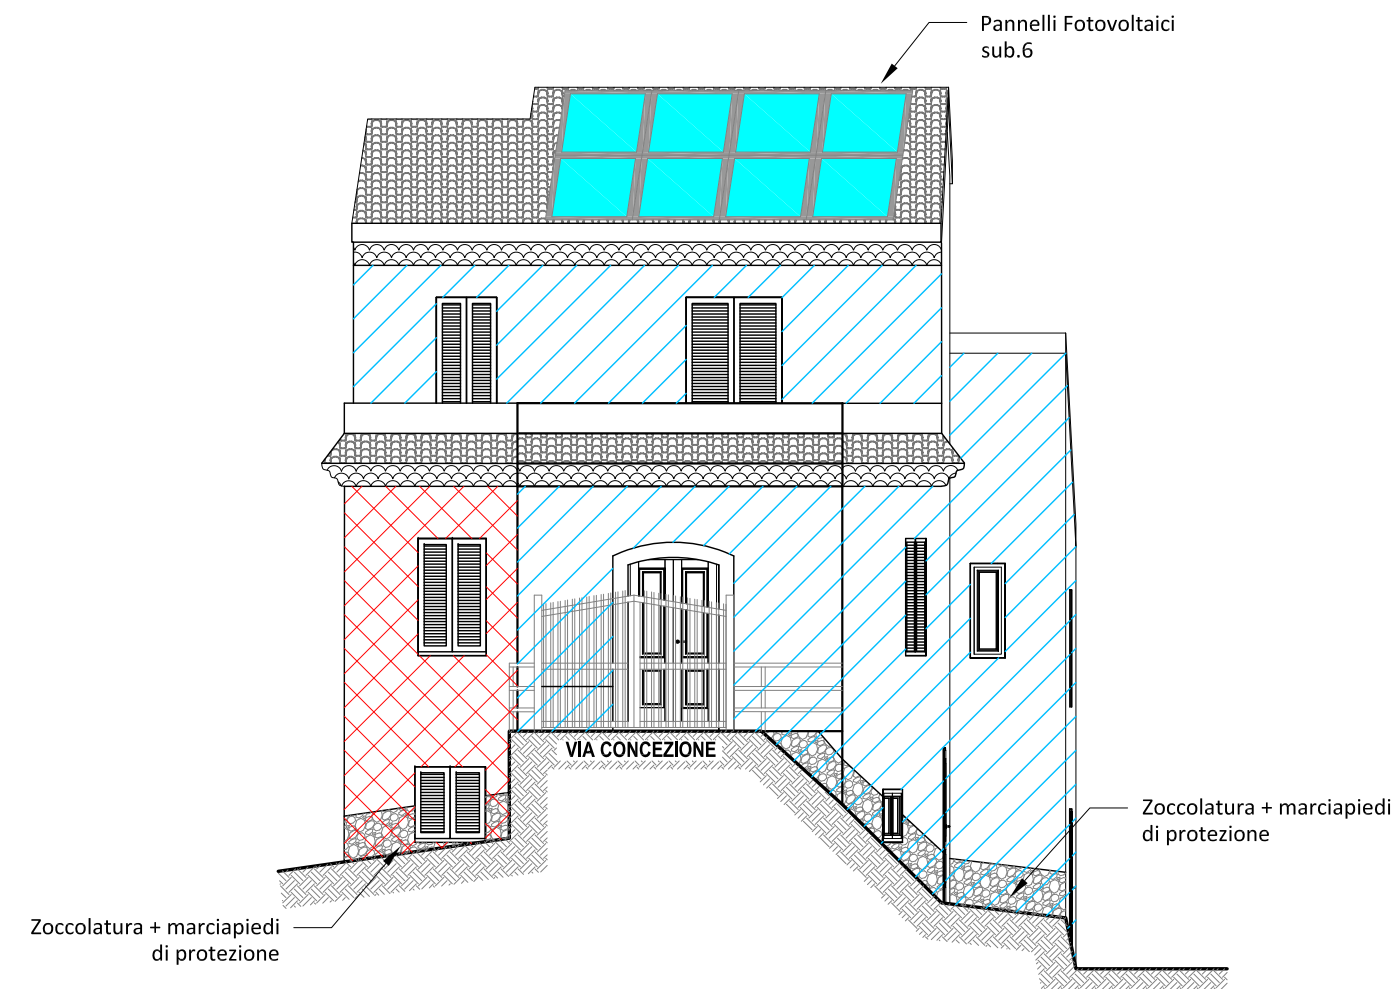 Pannelli Fotovoltaici
sub.6
VIA CONCEZIONE
Zoccolatura + marciapiedi
di protezione
Zoccolatura + marciapiedi
di protezione